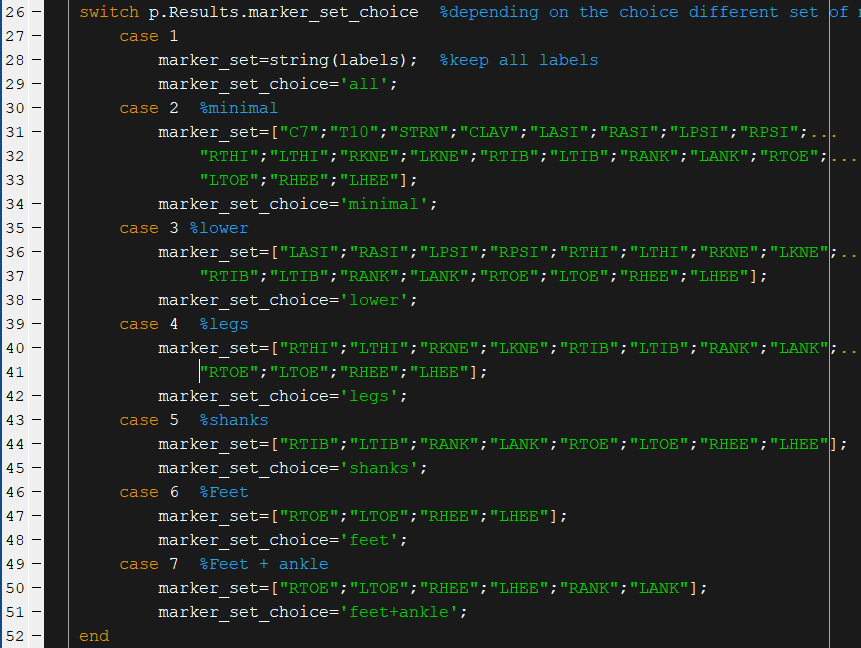 26 – switch p.Results.marker_set_choice  %depending on the choice different set of
27 – case 1
28 – marker_set=string(labels);  %keep all labels
29 – marker_set_choice='all';
30 – case 2  %minimal
31 – marker_set=["C7";"T10";"STRN";"CLAV";"LASI";"RASI";"LPSI";"RPSI";...
32 "RTHI";"LTHI";"RKNE";"LKNE";"RTIB";"LTIB";"RANK";"LANK";"RTOE";...
33 "LTOE";"RHEE";"LHEE"];
34 – marker_set_choice='minimal';
35 – case 3 %lower
36 – marker_set=["LASI";"RASI";"LPSI";"RPSI";"RTHI";"LTHI";"RKNE";"LKNE";..
37 "RTIB";"LTIB";"RANK";"LANK";"RTOE";"LTOE";"RHEE";"LHEE"];
38 – marker_set_choice='lower';
39 – case 4  %legs
40 – marker_set=["RTHI";"LTHI";"RKNE";"LKNE";"RTIB";"LTIB";"RANK";"LANK";..
41 "RTOE";"LTOE";"RHEE";"LHEE"];
42 – marker_set_choice='legs';
43 – case 5  %shanks
44 – marker_set=["RTIB";"LTIB";"RANK";"LANK";"RTOE";"LTOE";"RHEE";"LHEE"];
45 – marker_set_choice='shanks';
46 – case 6  %Feet
47 – marker_set=["RTOE";"LTOE";"RHEE";"LHEE"];
48 – marker_set_choice='feet';
49 – case 7  %Feet + ankle
50 – marker_set=["RTOE";"LTOE";"RHEE";"LHEE";"RANK";"LANK"];
51 – marker_set_choice='feet+ankle';
52 – end